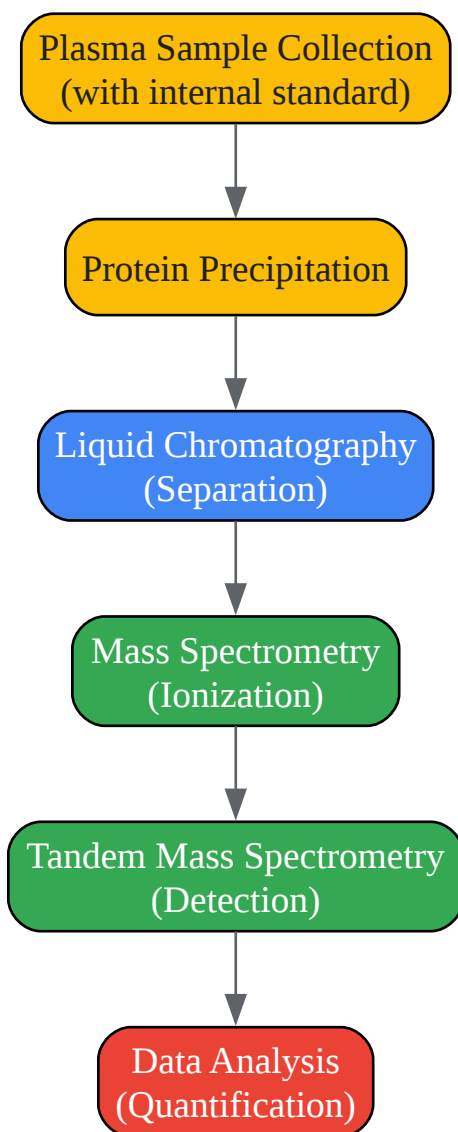 Plasma Sample Collection
(with internal standard)
Protein Precipitation
Liquid Chromatography
(Separation)
Mass Spectrometry
(Ionization)
Tandem Mass Spectrometry
(Detection)
Data Analysis
(Quantification)